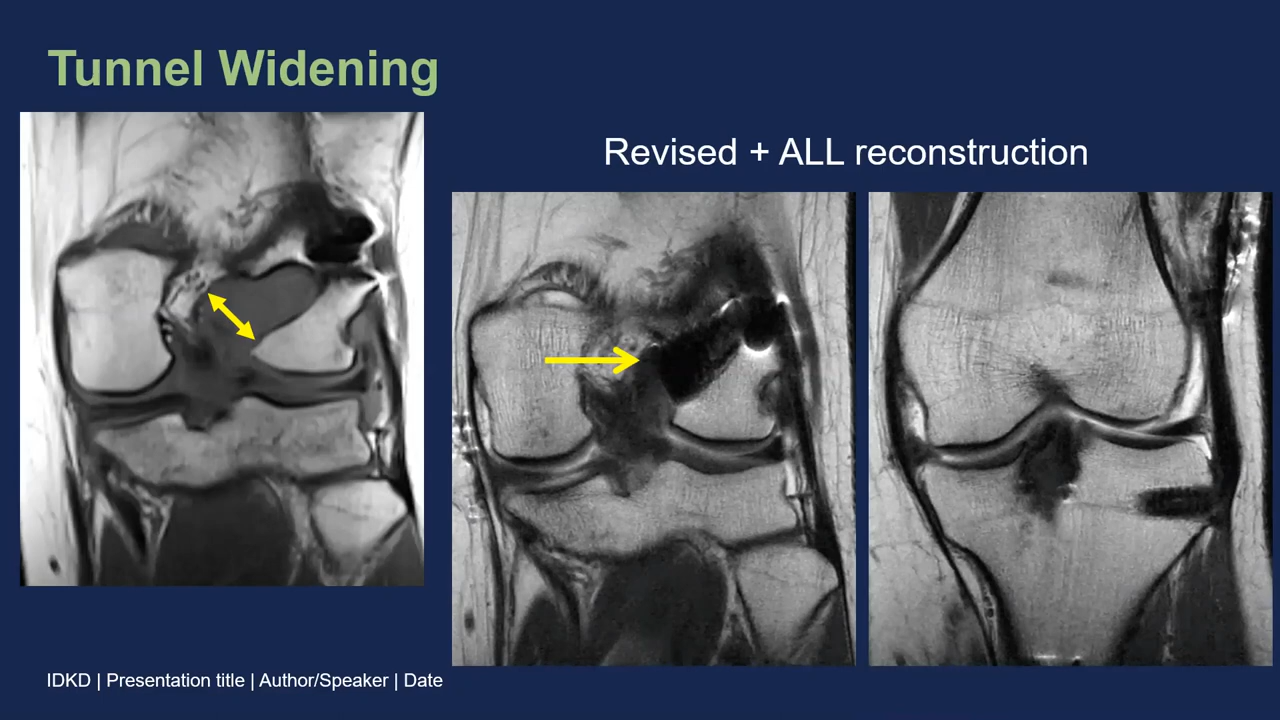 Tunnel Widening
Revised + ALL reconstruction
IDKD | Presentation title | Author/Speaker | Date